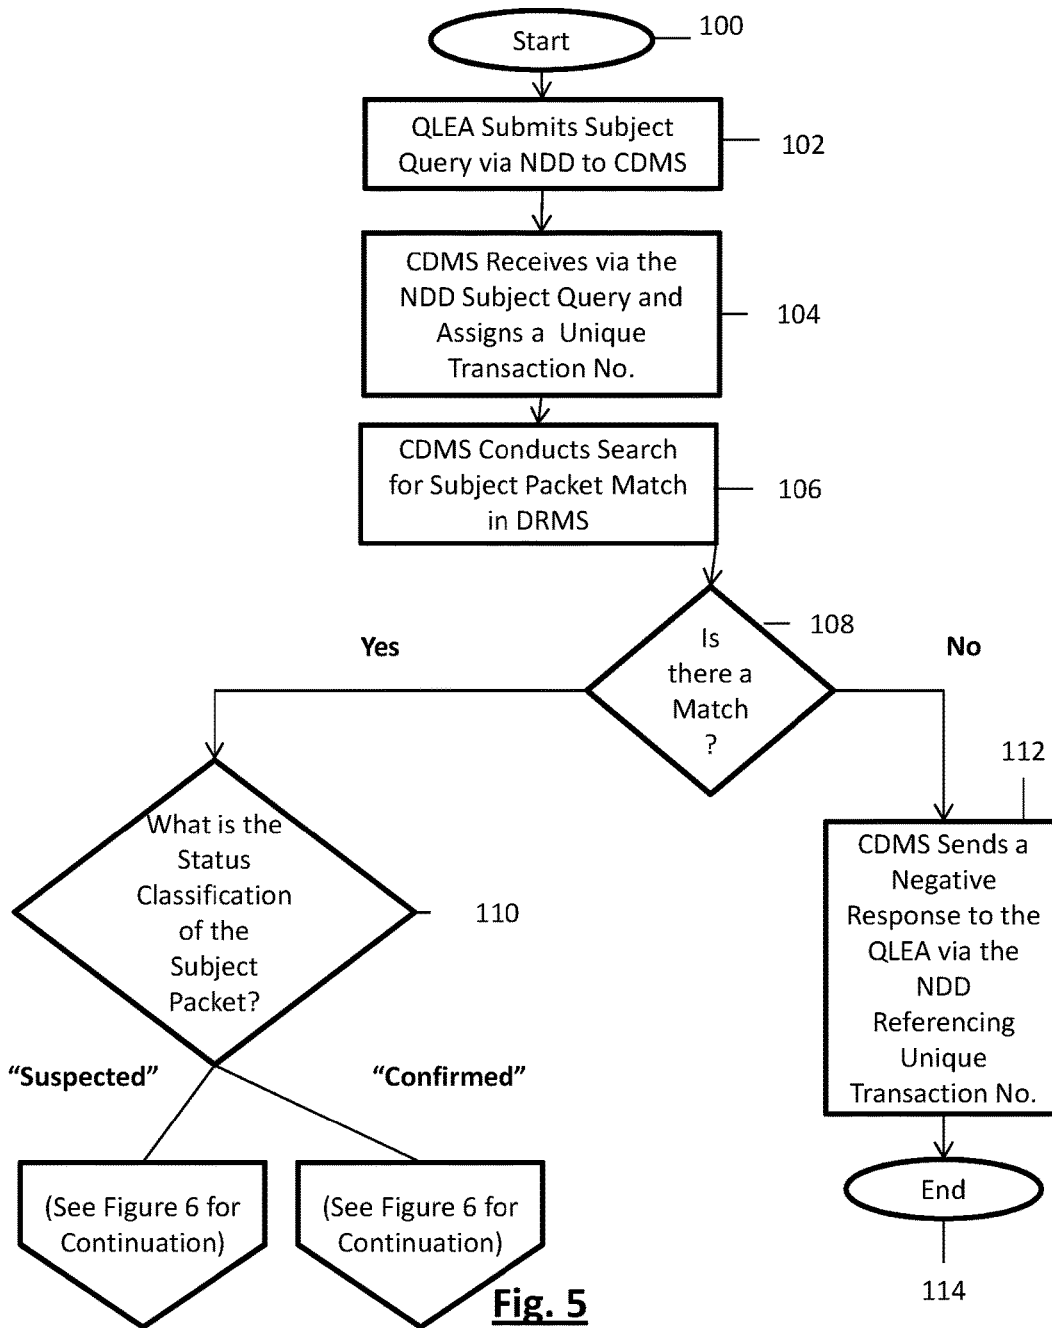 Start
100
QLEA Submits Subject
Query via NDD to CDMS
102
CDMS Receives via the
NDD Subject Query and
Assigns a Unique
Transaction No.
104
CDMS Conducts Search
for Subject Packet Match
in DRMS
106
Is
there a
Match
?
108
Yes
No
What is the
Status
Classification
of the
Subject
Packet?
110
112
CDMS Sends a
Negative
Response to the
QLEA via the
NDD
Referencing
Unique
Transaction No.
“Suspected”
“Confirmed”
(See Figure 6 for
Continuation)
(See Figure 6 for
Continuation)
End
114
Fig. 5